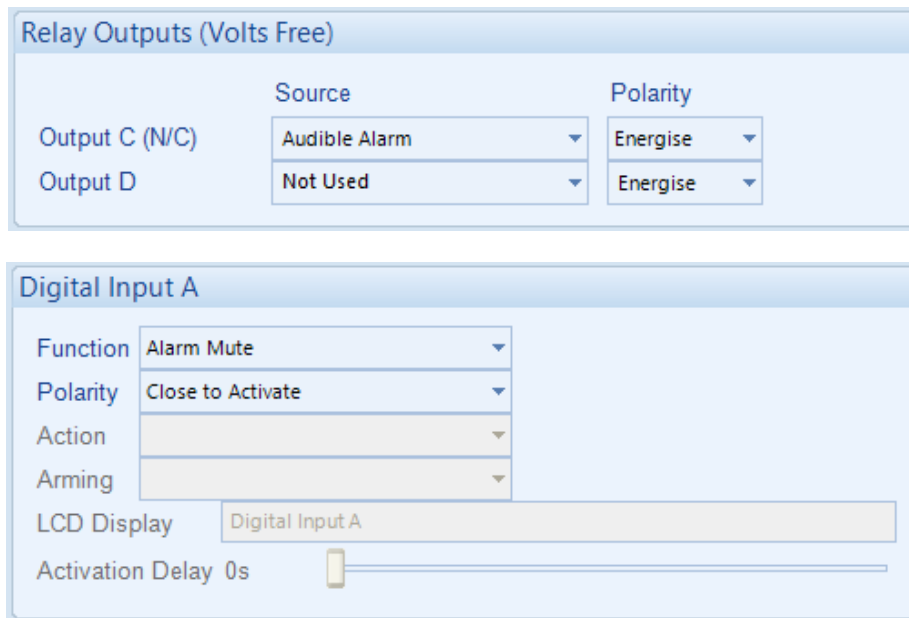 Relay Outputs (Volts Free)
Source Polarity
Output C (N/C) Audible Alarm Energise
Output D Not Used Energise
Digital Input A
Function Alarm Mute
Polarity Close to Activate
Action
Arming
LCD Display Digital Input A
Activation Delay 0s